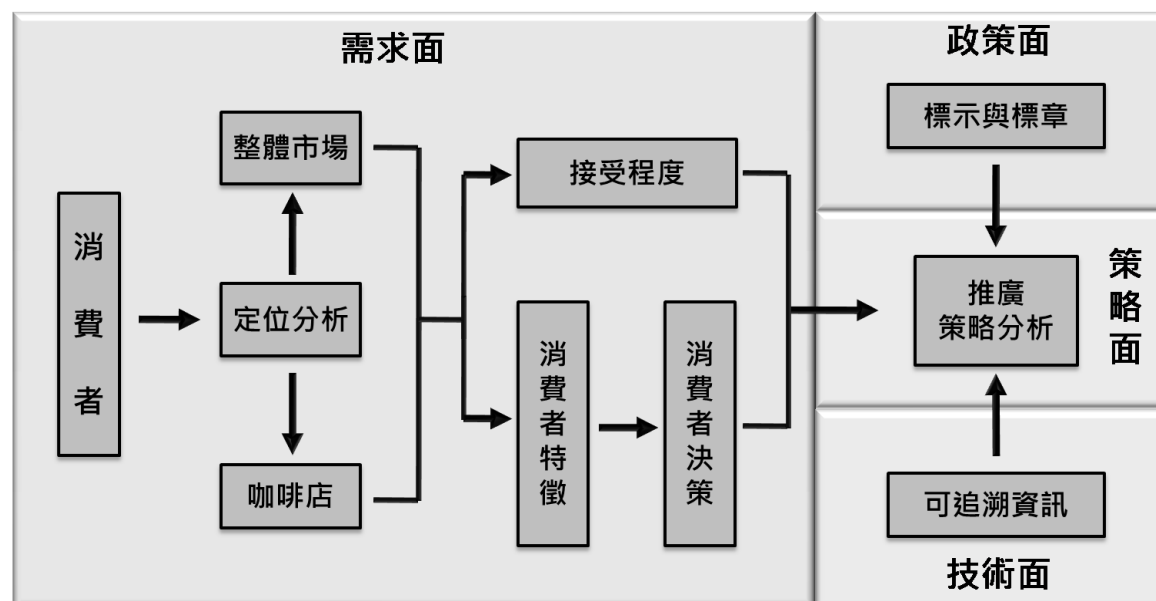 需求面
消費者
整體市場
定位分析
咖啡店
接受程度
消費者特徵
消費者決策
政策面
標示與標章
策略面
推廣
策略分析
可追溯資訊
技術面